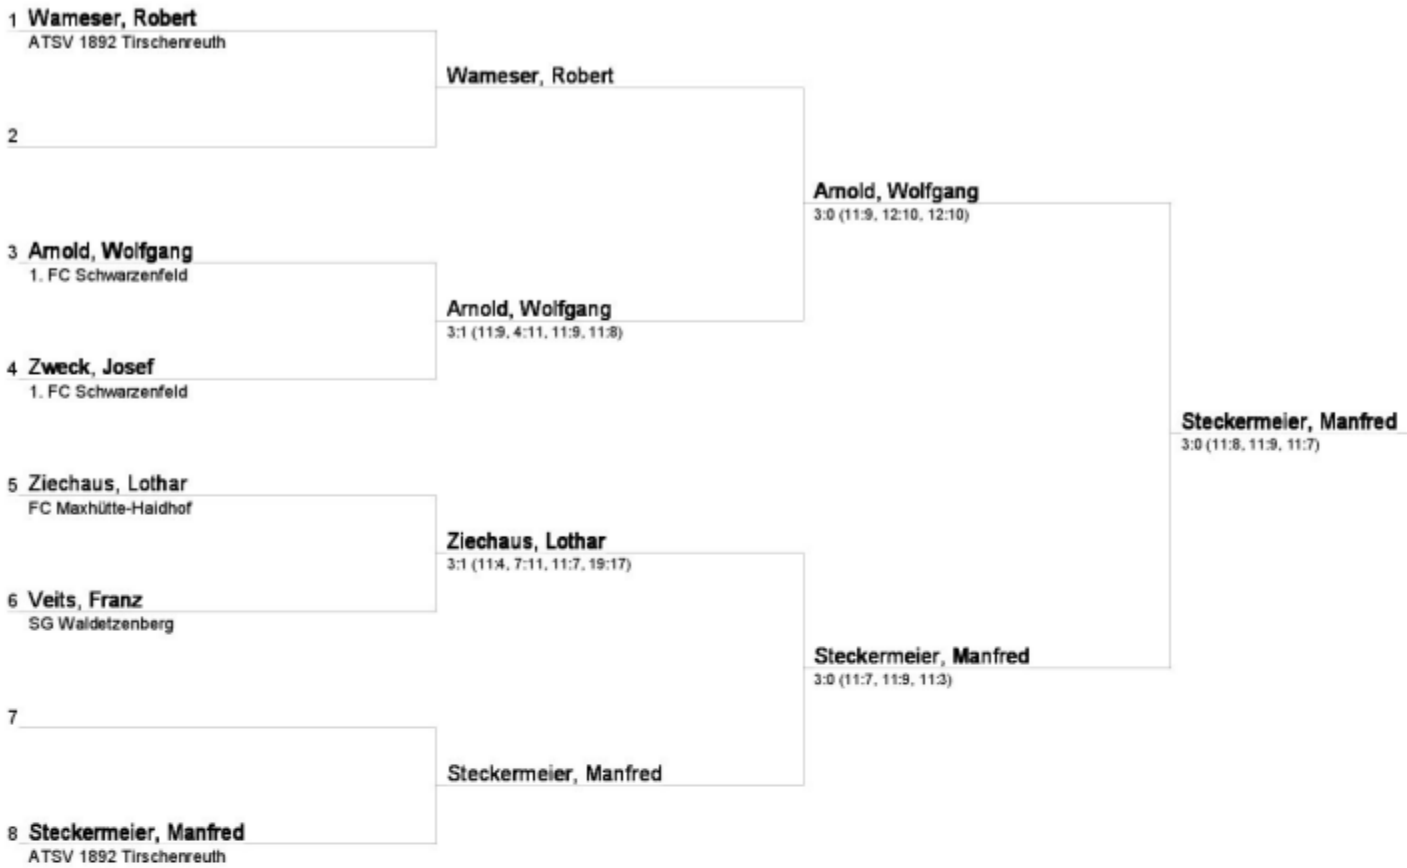 1 Wameser, Robert
ATSV 1892 Tirschenreuth
Wameser, Robert
2
Arnold, Wolfgang
3:0 (11:9, 12:10, 12:10)
3 Arnold, Wolfgang
1. FC Schwarzenfeld
Arnold, Wolfgang
3:1 (11:9, 4:11, 11:9, 11:8)
4 Zweck, Josef
1. FC Schwarzenfeld
Steckermeier, Manfred
3:0 (11:8, 11:9, 11:7)
5 Ziechaus, Lothar
FC Maxhütte-Haidhof
Ziechaus, Lothar
3:1 (11:4, 7:11, 11:7, 19:17)
6 Veits, Franz
SG Waldetzenberg
Steckermeier, Manfred
3:0 (11:7, 11:9, 11:3)
7
Steckermeier, Manfred
8 Steckermeier, Manfred
ATSV 1892 Tirschenreuth